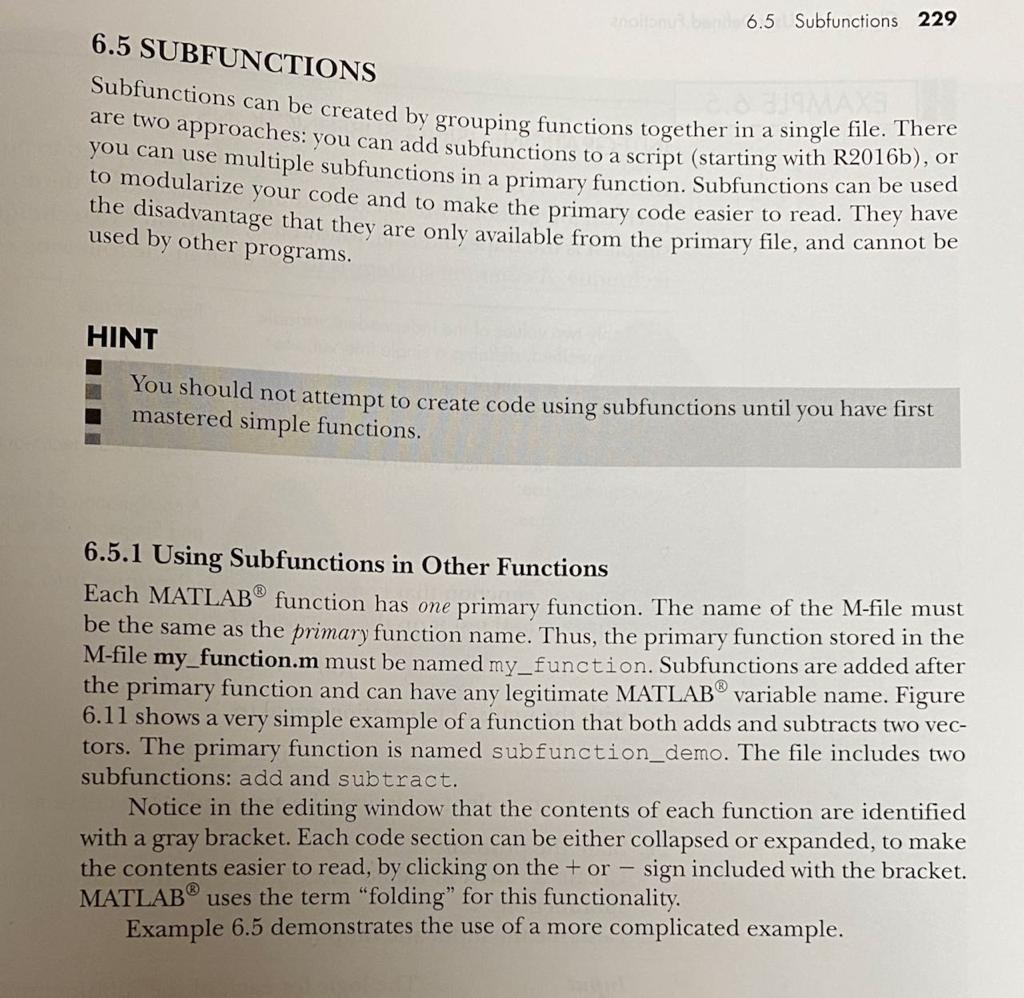 6.5 Subfunctions 229
6.5 SUBFUNCTIONS
Subfunctions can be created by grouping functions together in a single file. There
are two approaches: you can add subfunctions to a script (starting with R2016b), or
you can use multiple subfunctions in a primary function. Subfunctions can be used
to modularize your code and to make the primary code easier to read. They have
the disadvantage that they are only available from the primary file, and cannot be
used by other programs.
HINT
You should not attempt to create code using subfunctions until you have first
mastered simple functions.
6.5.1 Using Subfunctions in Other Functions
Each MATLAB® function has one primary function. The name of the M-file must
be the same as the primary function name. Thus, the primary function stored in the
M-file my_function.m must be named my_function. Subfunctions are added after
the primary function and can have any legitimate MATLAB® variable name. Figure
6.11 shows a very simple example of a function that both adds and subtracts two vec-
tors. The primary function is named subfunction_demo. The file includes two
subfunctions: add and subtract.
Notice in the editing window that the contents of each function are identified
with a gray bracket. Each code section can be either collapsed or expanded, to make
the contents easier to read, by clicking on the + or − sign included with the bracket.
MATLAB® uses the term “folding” for this functionality.
Example 6.5 demonstrates the use of a more complicated example.